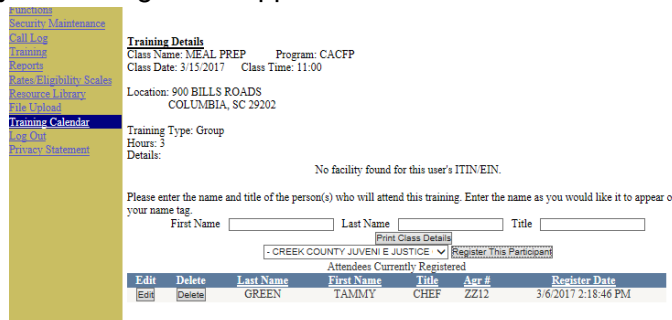 Functions
Security Maintenance
Call Log
Training
Reports
Rates/Eligibility Scales
Resource Library
File Upload
Training Calendar
Log Out
Privacy Statement
Training Details
Class Name: MEAL PREP Program: CACFP
Class Date: 3/15/2017 Class Time: 11:00
Location: 900 BILLS ROADS
COLUMBIA, SC 29202
Training Type: Group
Hours: 3
Details:
No facility found for this user's ITIN/EIN.
Please enter the name and title of the person(s) who will attend this training. Enter the name as you would like it to appear o
your name tag.
First Name Last Name Title
Print Class Details
- CREEK COUNTY JUVENI E JUSTICE Register This Participant
Attendees Currently Registered
Edit Delete Last Name First Name Title Agr # Register Date
Edit Delete GREEN TAMMY CHEF ZZ12 3/6/2017 2:18:46 PM